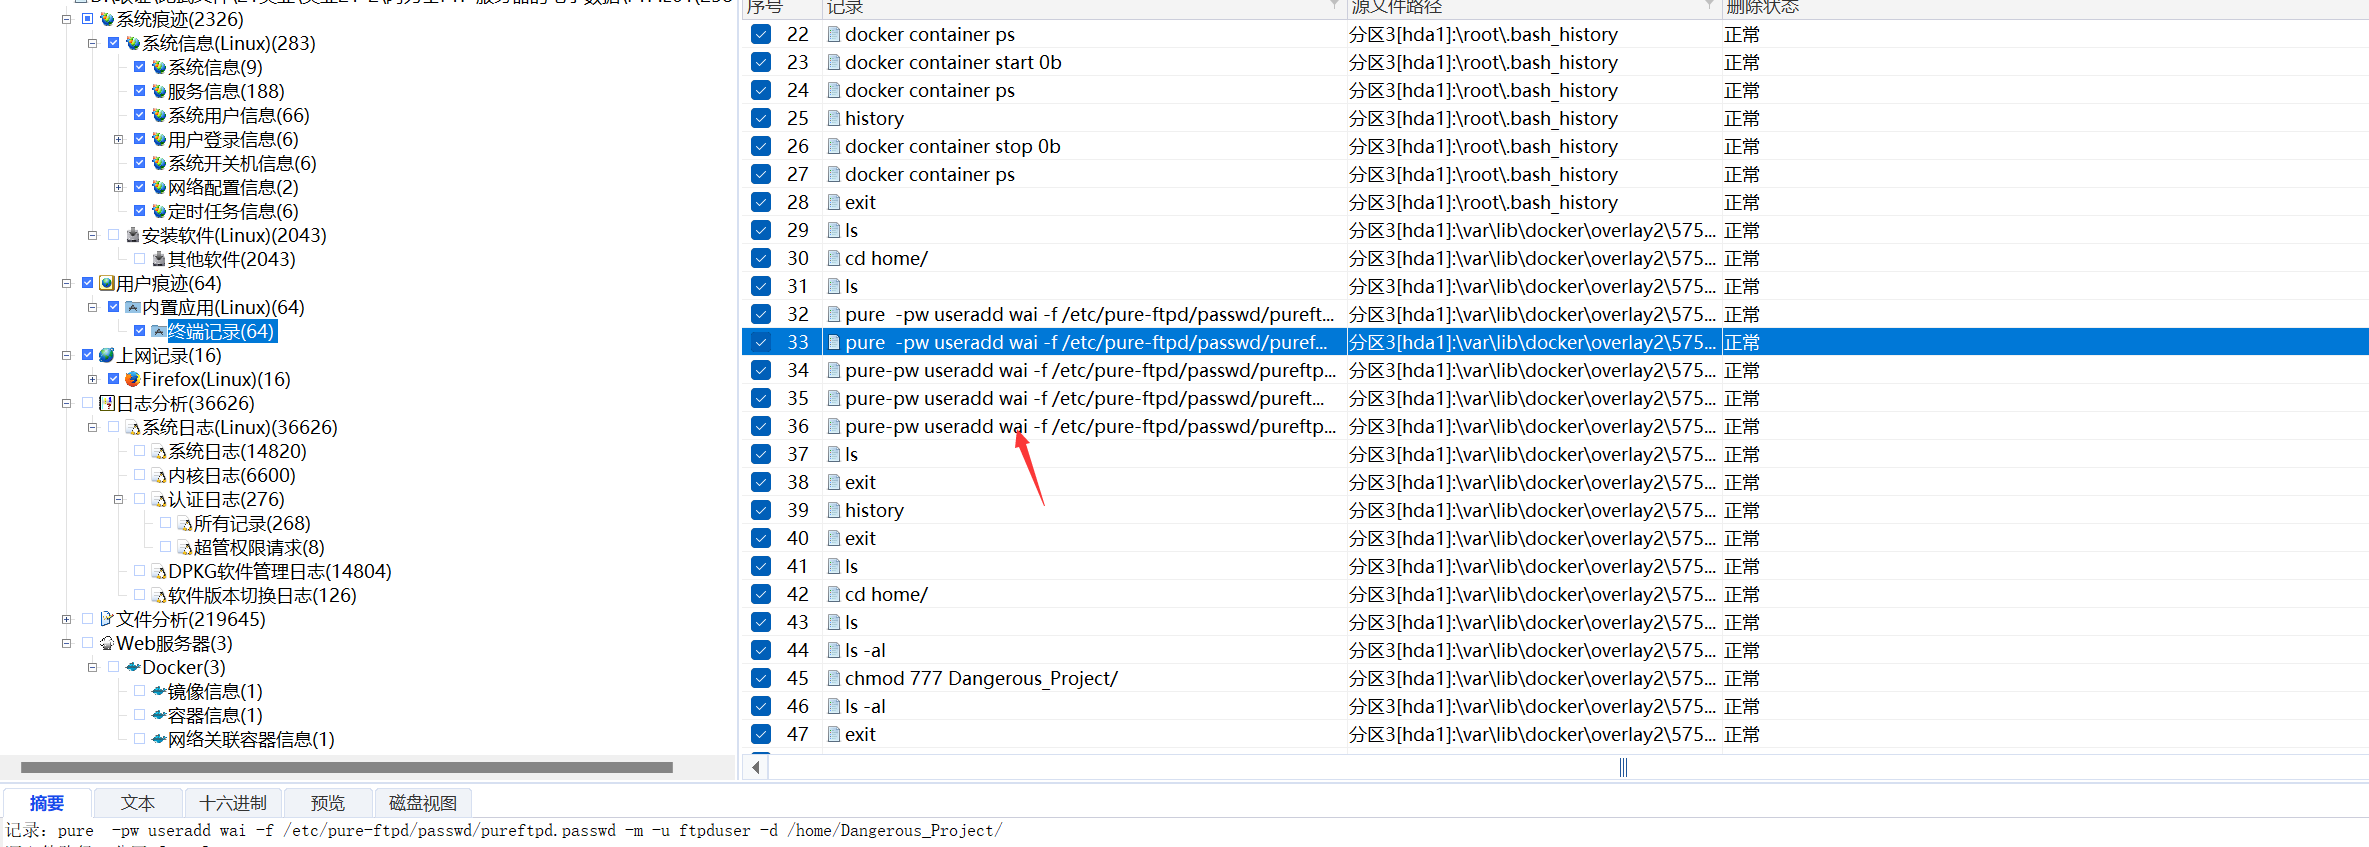 系统痕迹(2326)
系统信息(Linux)(283)
系统信息(9)
服务信息(188)
系统用户信息(66)
用户登录信息(6)
系统开关机信息(6)
网络配置信息(2)
定时任务信息(6)
安装软件(Linux)(2043)
其他软件(2043)
用户痕迹(64)
内置应用(Linux)(64)
终端记录(64)
上网记录(16)
Firefox(Linux)(16)
日志分析(36626)
系统日志(Linux)(36626)
系统日志(14820)
内核日志(6600)
认证日志(276)
所有记录(268)
超管权限请求(8)
DPKG软件管理日志(14804)
软件版本切换日志(126)
文件分析(219645)
Web服务器(3)
Docker(3)
镜像信息(1)
容器信息(1)
网络关联容器信息(1)
序号 记录 源文件路径 删除状态
22 docker container ps 分区3[hda1]:\root\.bash_history 正常
23 docker container start 0b 分区3[hda1]:\root\.bash_history 正常
24 docker container ps 分区3[hda1]:\root\.bash_history 正常
25 history 分区3[hda1]:\root\.bash_history 正常
26 docker container stop 0b 分区3[hda1]:\root\.bash_history 正常
27 docker container ps 分区3[hda1]:\root\.bash_history 正常
28 exit 分区3[hda1]:\root\.bash_history 正常
29 ls 分区3[hda1]:\var\lib\docker\overlay2\575... 正常
30 cd home/ 分区3[hda1]:\var\lib\docker\overlay2\575... 正常
31 ls 分区3[hda1]:\var\lib\docker\overlay2\575... 正常
32 pure  -pw useradd wai -f /etc/pure-ftpd/passwd/pureft... 分区3[hda1]:\var\lib\docker\overlay2\575... 正常
33 pure  -pw useradd wai -f /etc/pure-ftpd/passwd/puref... 分区3[hda1]:\var\lib\docker\overlay2\575... 正常
34 pure-pw useradd wai -f /etc/pure-ftpd/passwd/pureftp... 分区3[hda1]:\var\lib\docker\overlay2\575... 正常
35 pure-pw useradd wai -f /etc/pure-ftpd/passwd/pureft... 分区3[hda1]:\var\lib\docker\overlay2\575... 正常
36 pure-pw useradd wai -f /etc/pure-ftpd/passwd/pureftp... 分区3[hda1]:\var\lib\docker\overlay2\575... 正常
37 ls 分区3[hda1]:\var\lib\docker\overlay2\575... 正常
38 exit 分区3[hda1]:\var\lib\docker\overlay2\575... 正常
39 history 分区3[hda1]:\var\lib\docker\overlay2\575... 正常
40 exit 分区3[hda1]:\var\lib\docker\overlay2\575... 正常
41 ls 分区3[hda1]:\var\lib\docker\overlay2\575... 正常
42 cd home/ 分区3[hda1]:\var\lib\docker\overlay2\575... 正常
43 ls 分区3[hda1]:\var\lib\docker\overlay2\575... 正常
44 ls -al 分区3[hda1]:\var\lib\docker\overlay2\575... 正常
45 chmod 777 Dangerous_Project/ 分区3[hda1]:\var\lib\docker\overlay2\575... 正常
46 ls -al 分区3[hda1]:\var\lib\docker\overlay2\575... 正常
47 exit 分区3[hda1]:\var\lib\docker\overlay2\575... 正常
摘要 文本 十六进制 预览 磁盘视图
记录: pure  -pw useradd wai -f /etc/pure-ftpd/passwd/pureftpd.passwd -m -u ftpduser -d /home/Dangerous_Project/